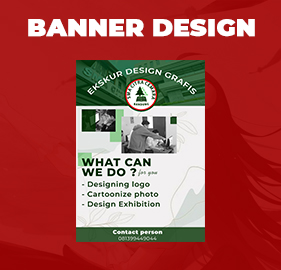 BANNER DESIGN
EKSKUR DESIGN GRAFIS
BANDUNG
WHAT CAN
WE DO ? for you
- Designing logo
- Cartoonize photo
- Design Exhibition
Contact person
081399449044